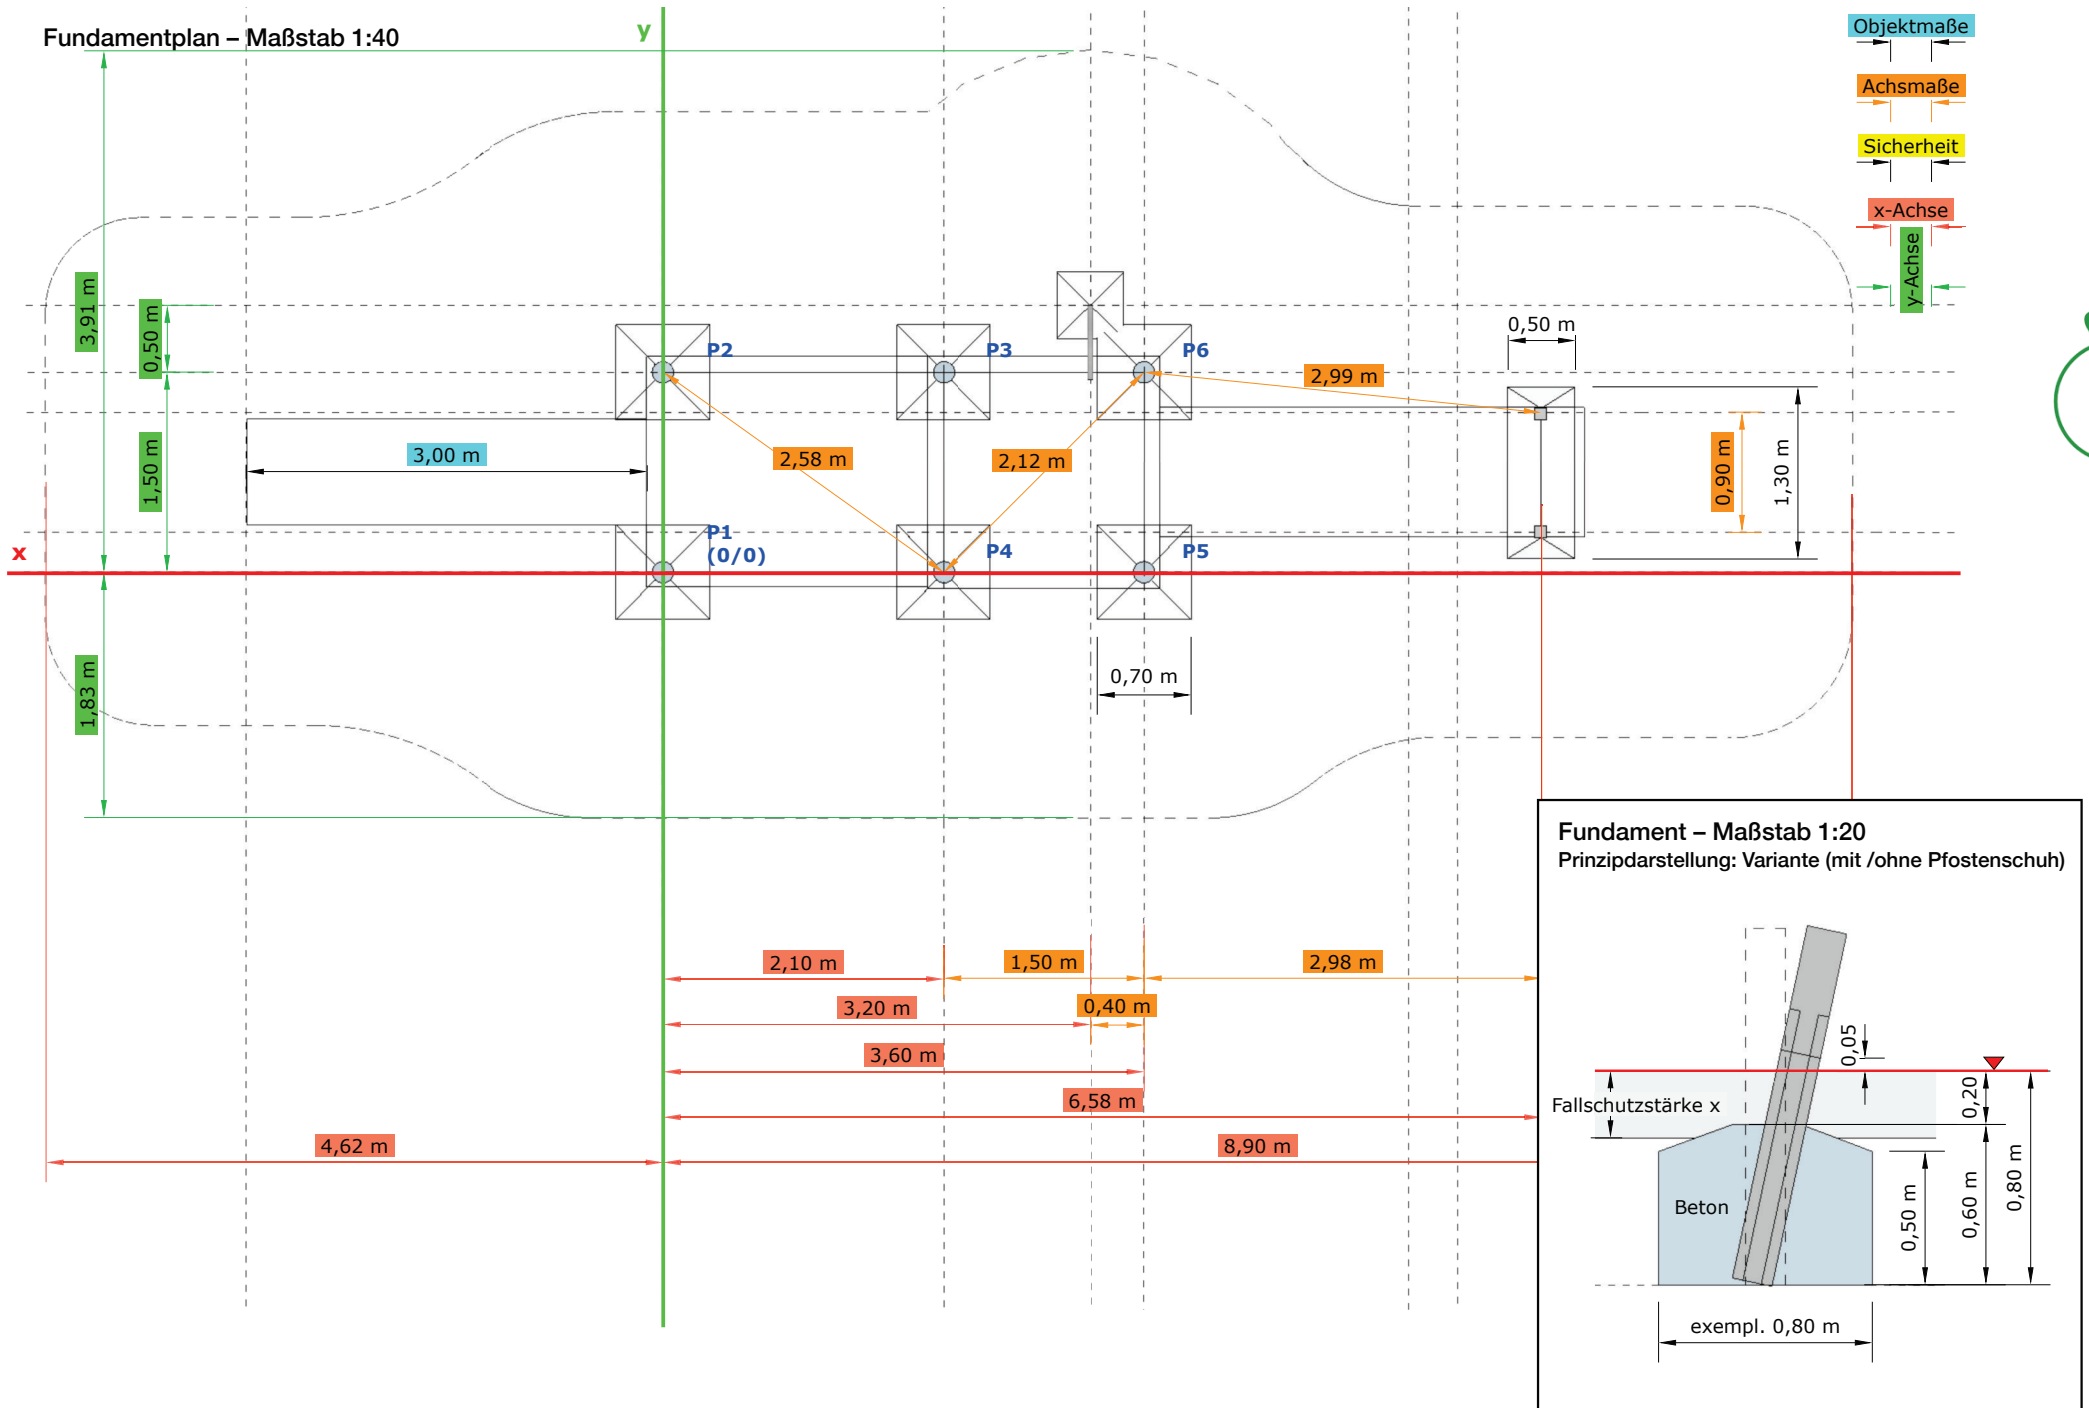 Fundamentplan – Maßstab 1:40
y
Objektmaße
Achsmaße
Sicherheit
x-Achse
y-Achse
3,91 m
0,50 m
1,50 m
1,83 m
x
3,00 m
P2
P3
P6
P1
(0/0)
P4
P5
2,58 m
2,12 m
2,99 m
0,50 m
0,90 m
1,30 m
0,70 m
2,10 m
1,50 m
2,98 m
3,20 m
0,40 m
3,60 m
6,58 m
4,62 m
8,90 m
Fundament – Maßstab 1:20
Prinzipdarstellung: Variante (mit /ohne Pfostenschuh)
0,05
0,20
Fallschutzstärke x
Beton
0,50 m
0,60 m
0,80 m
exempl. 0,80 m